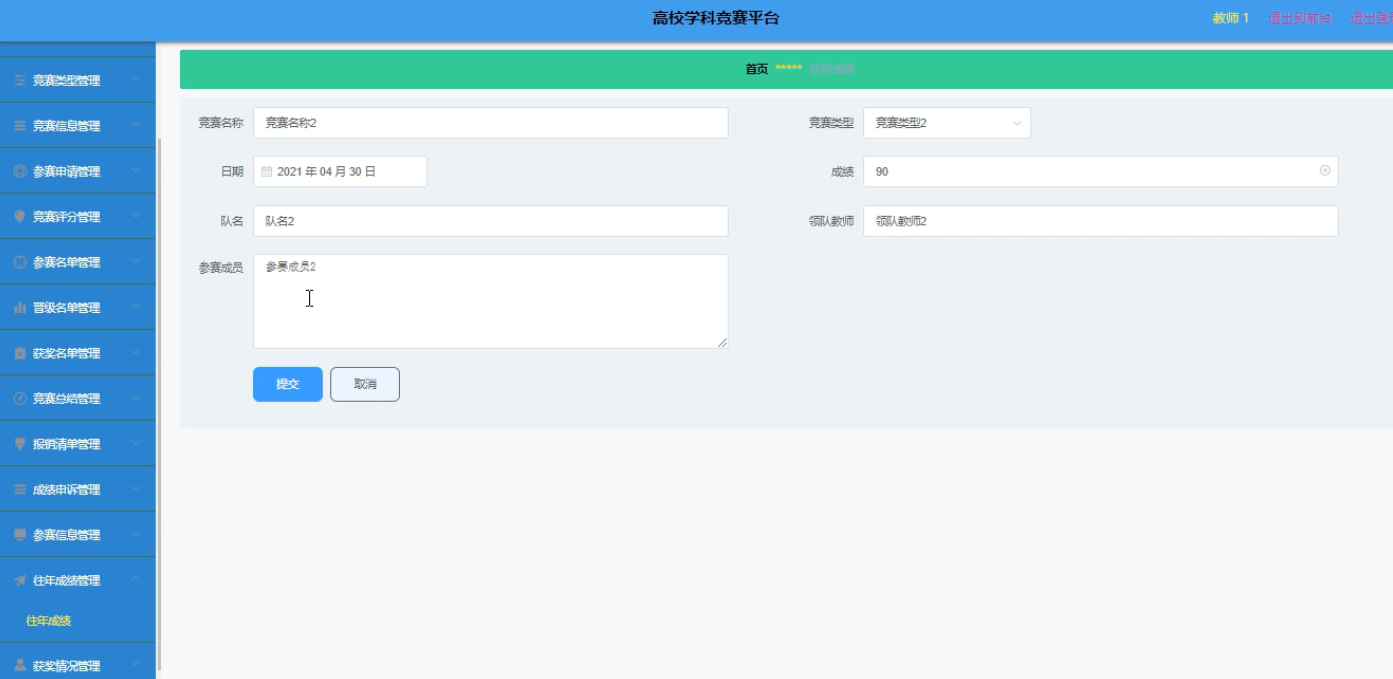 高校学科竞赛平台
教师 1 退出到前台
首页 ***** 往年成绩
竞赛类型管理
竞赛信息管理
参赛申请管理
竞赛评分管理
参赛名单管理
晋级名单管理
获奖名单管理
竞赛总结管理
报销清单管理
成绩申诉管理
参赛信息管理
往年成绩管理
往年成绩
获奖情况管理
竞赛名称 竞赛名称2 竞赛类型 竞赛类型2
日期 2021 年 04 月 30 日 成绩 90
队名 队名2 领队教师 领队教师2
参赛成员 参赛成员2
提交 取消